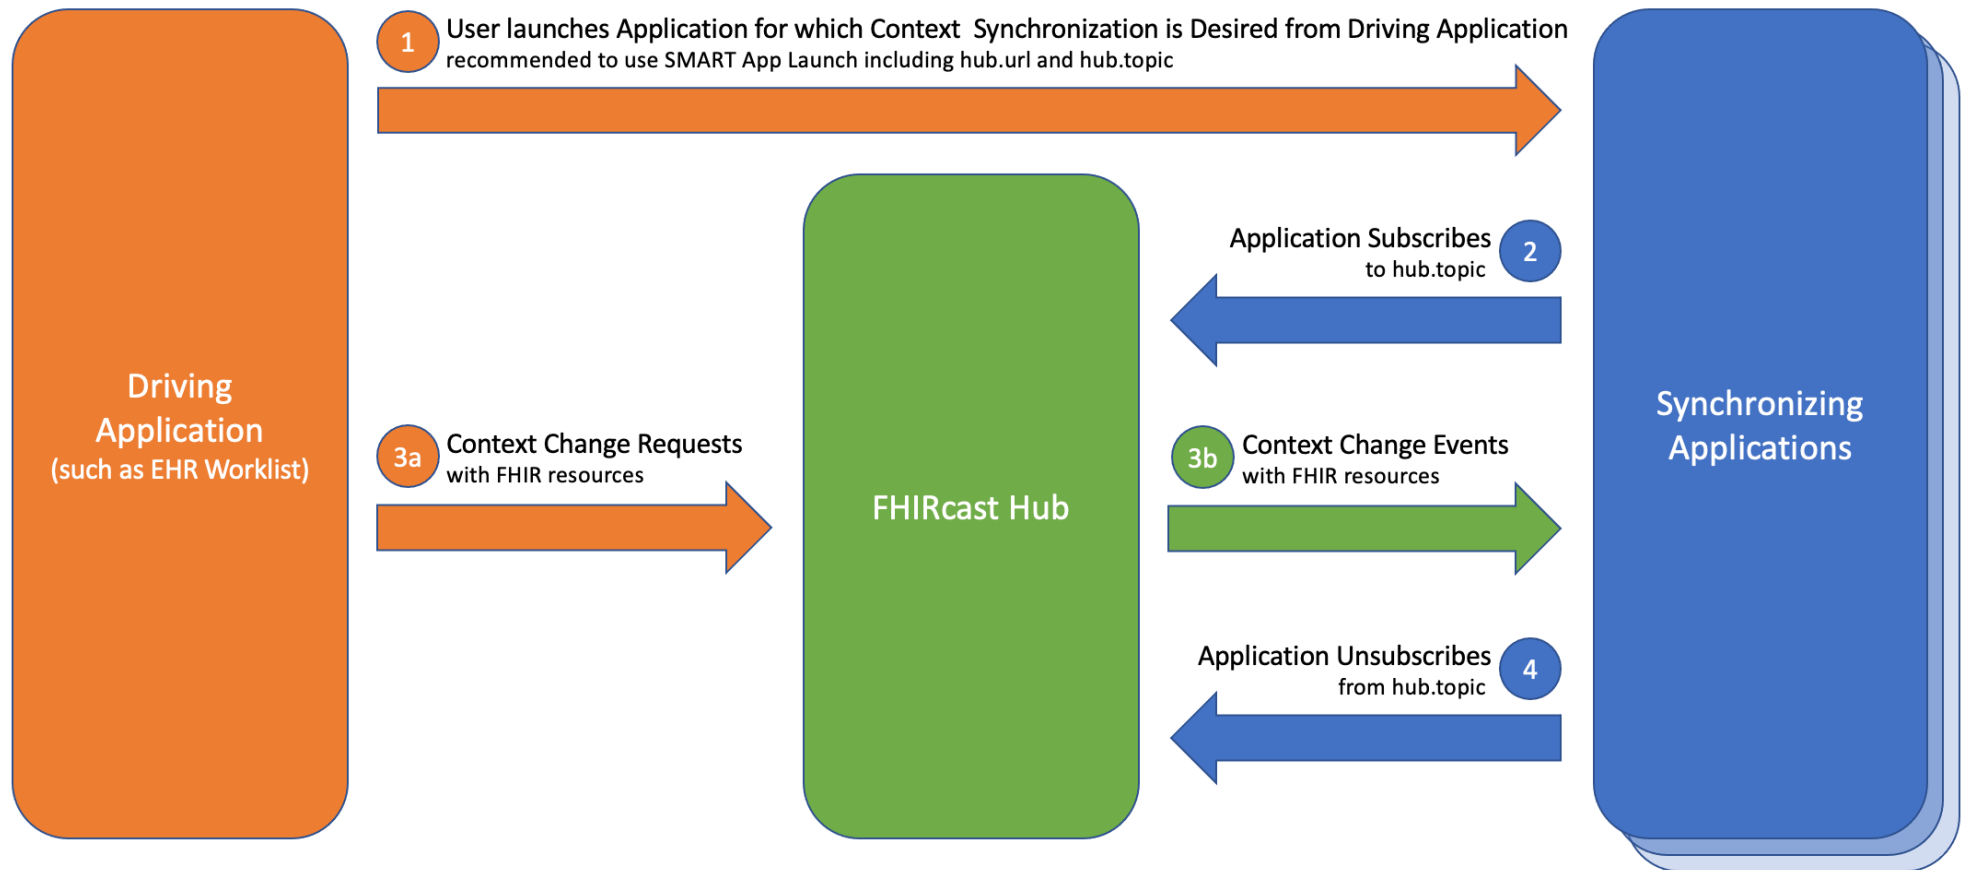 1
User launches Application for which Context Synchronization is Desired from Driving Application
recommended to use SMART App Launch including hub.url and hub.topic
Application Subscribes
to hub.topic
2
Driving
Application
(such as EHR Worklist)
3a
Context Change Requests
with FHIR resources
FHIRcast Hub
3b
Context Change Events
with FHIR resources
Synchronizing
Applications
Application Unsubscribes
from hub.topic
4